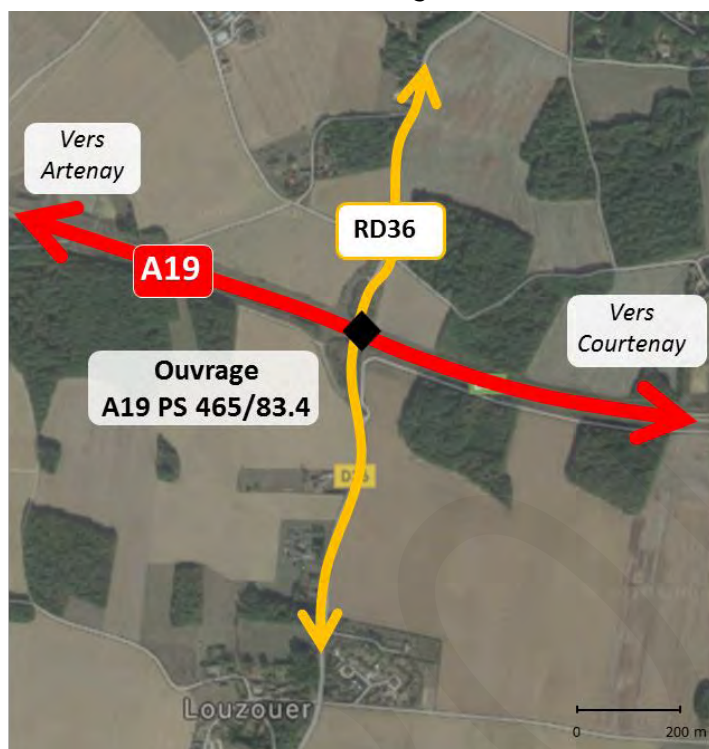 Vers
Artenay
RD36
A19
Vers
Courtenay
Ouvrage
A19 PS 465/83.4
D36
Louzouer
0 200 m